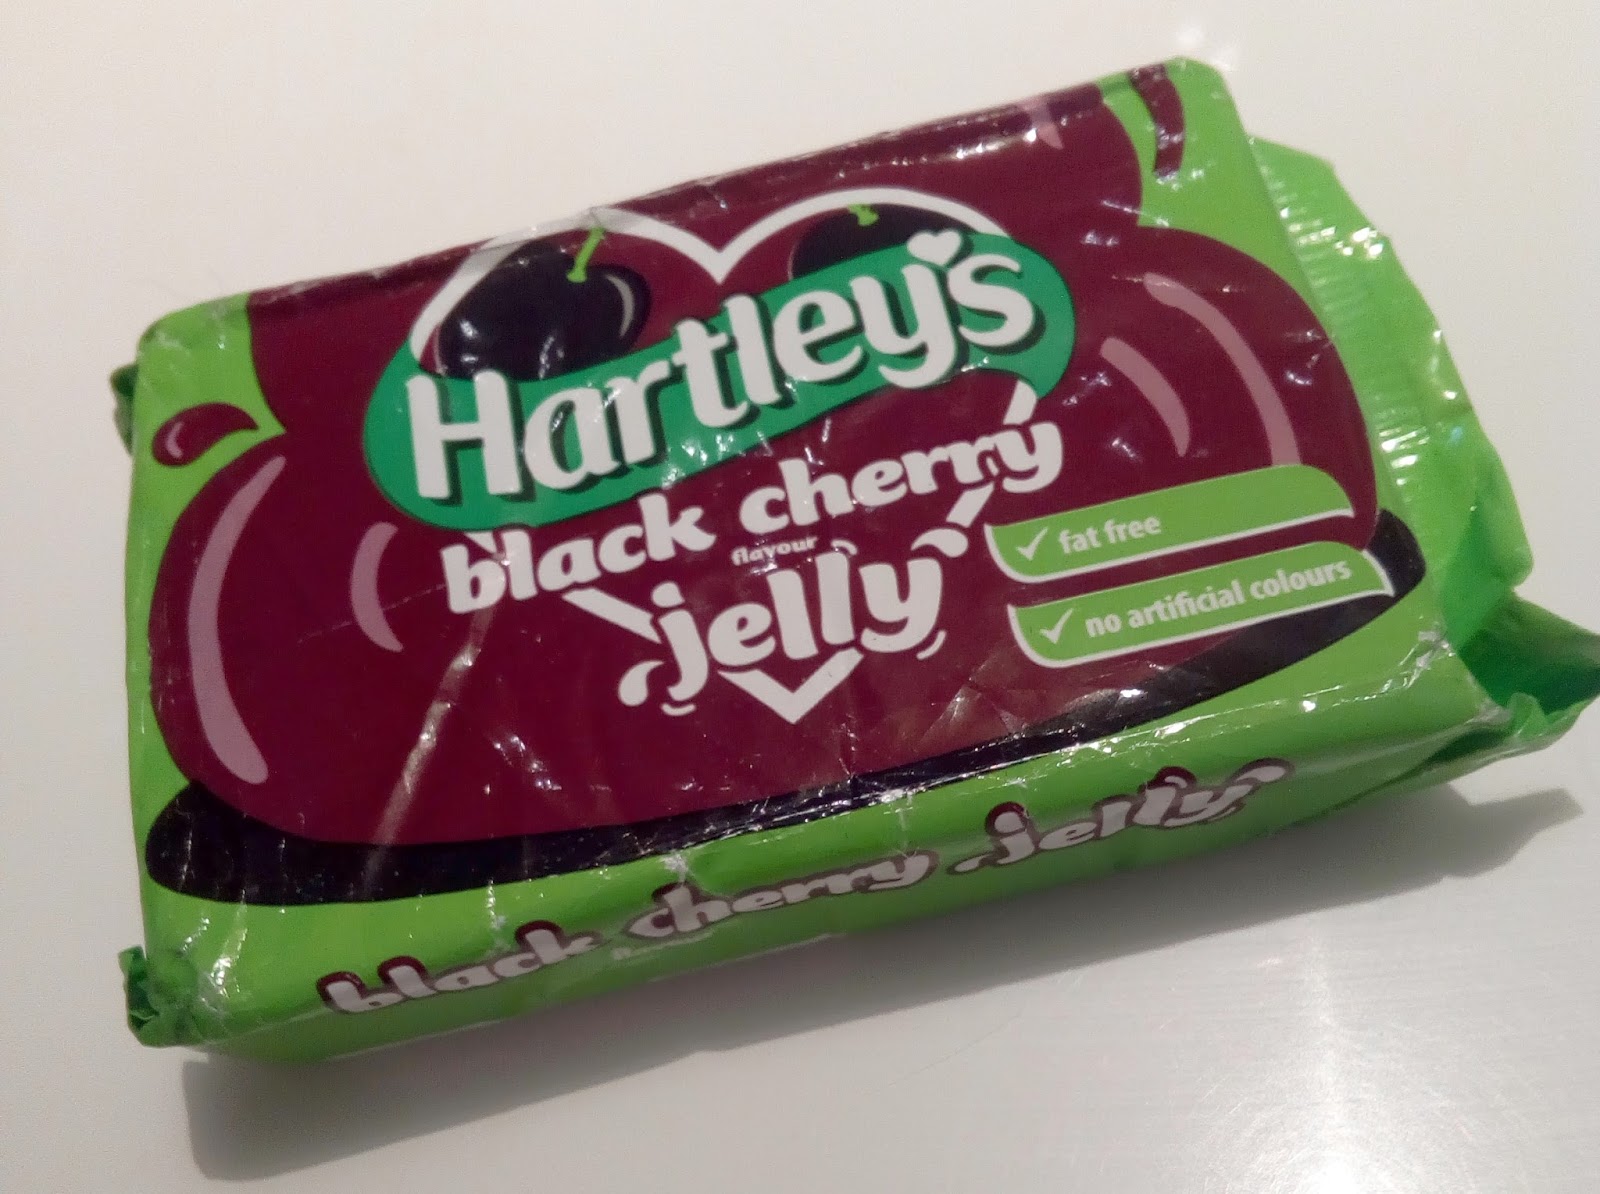 Hartley's
black cherry
flavour
jelly
✓ fat free
✓ no artificial colours
black cherry jelly